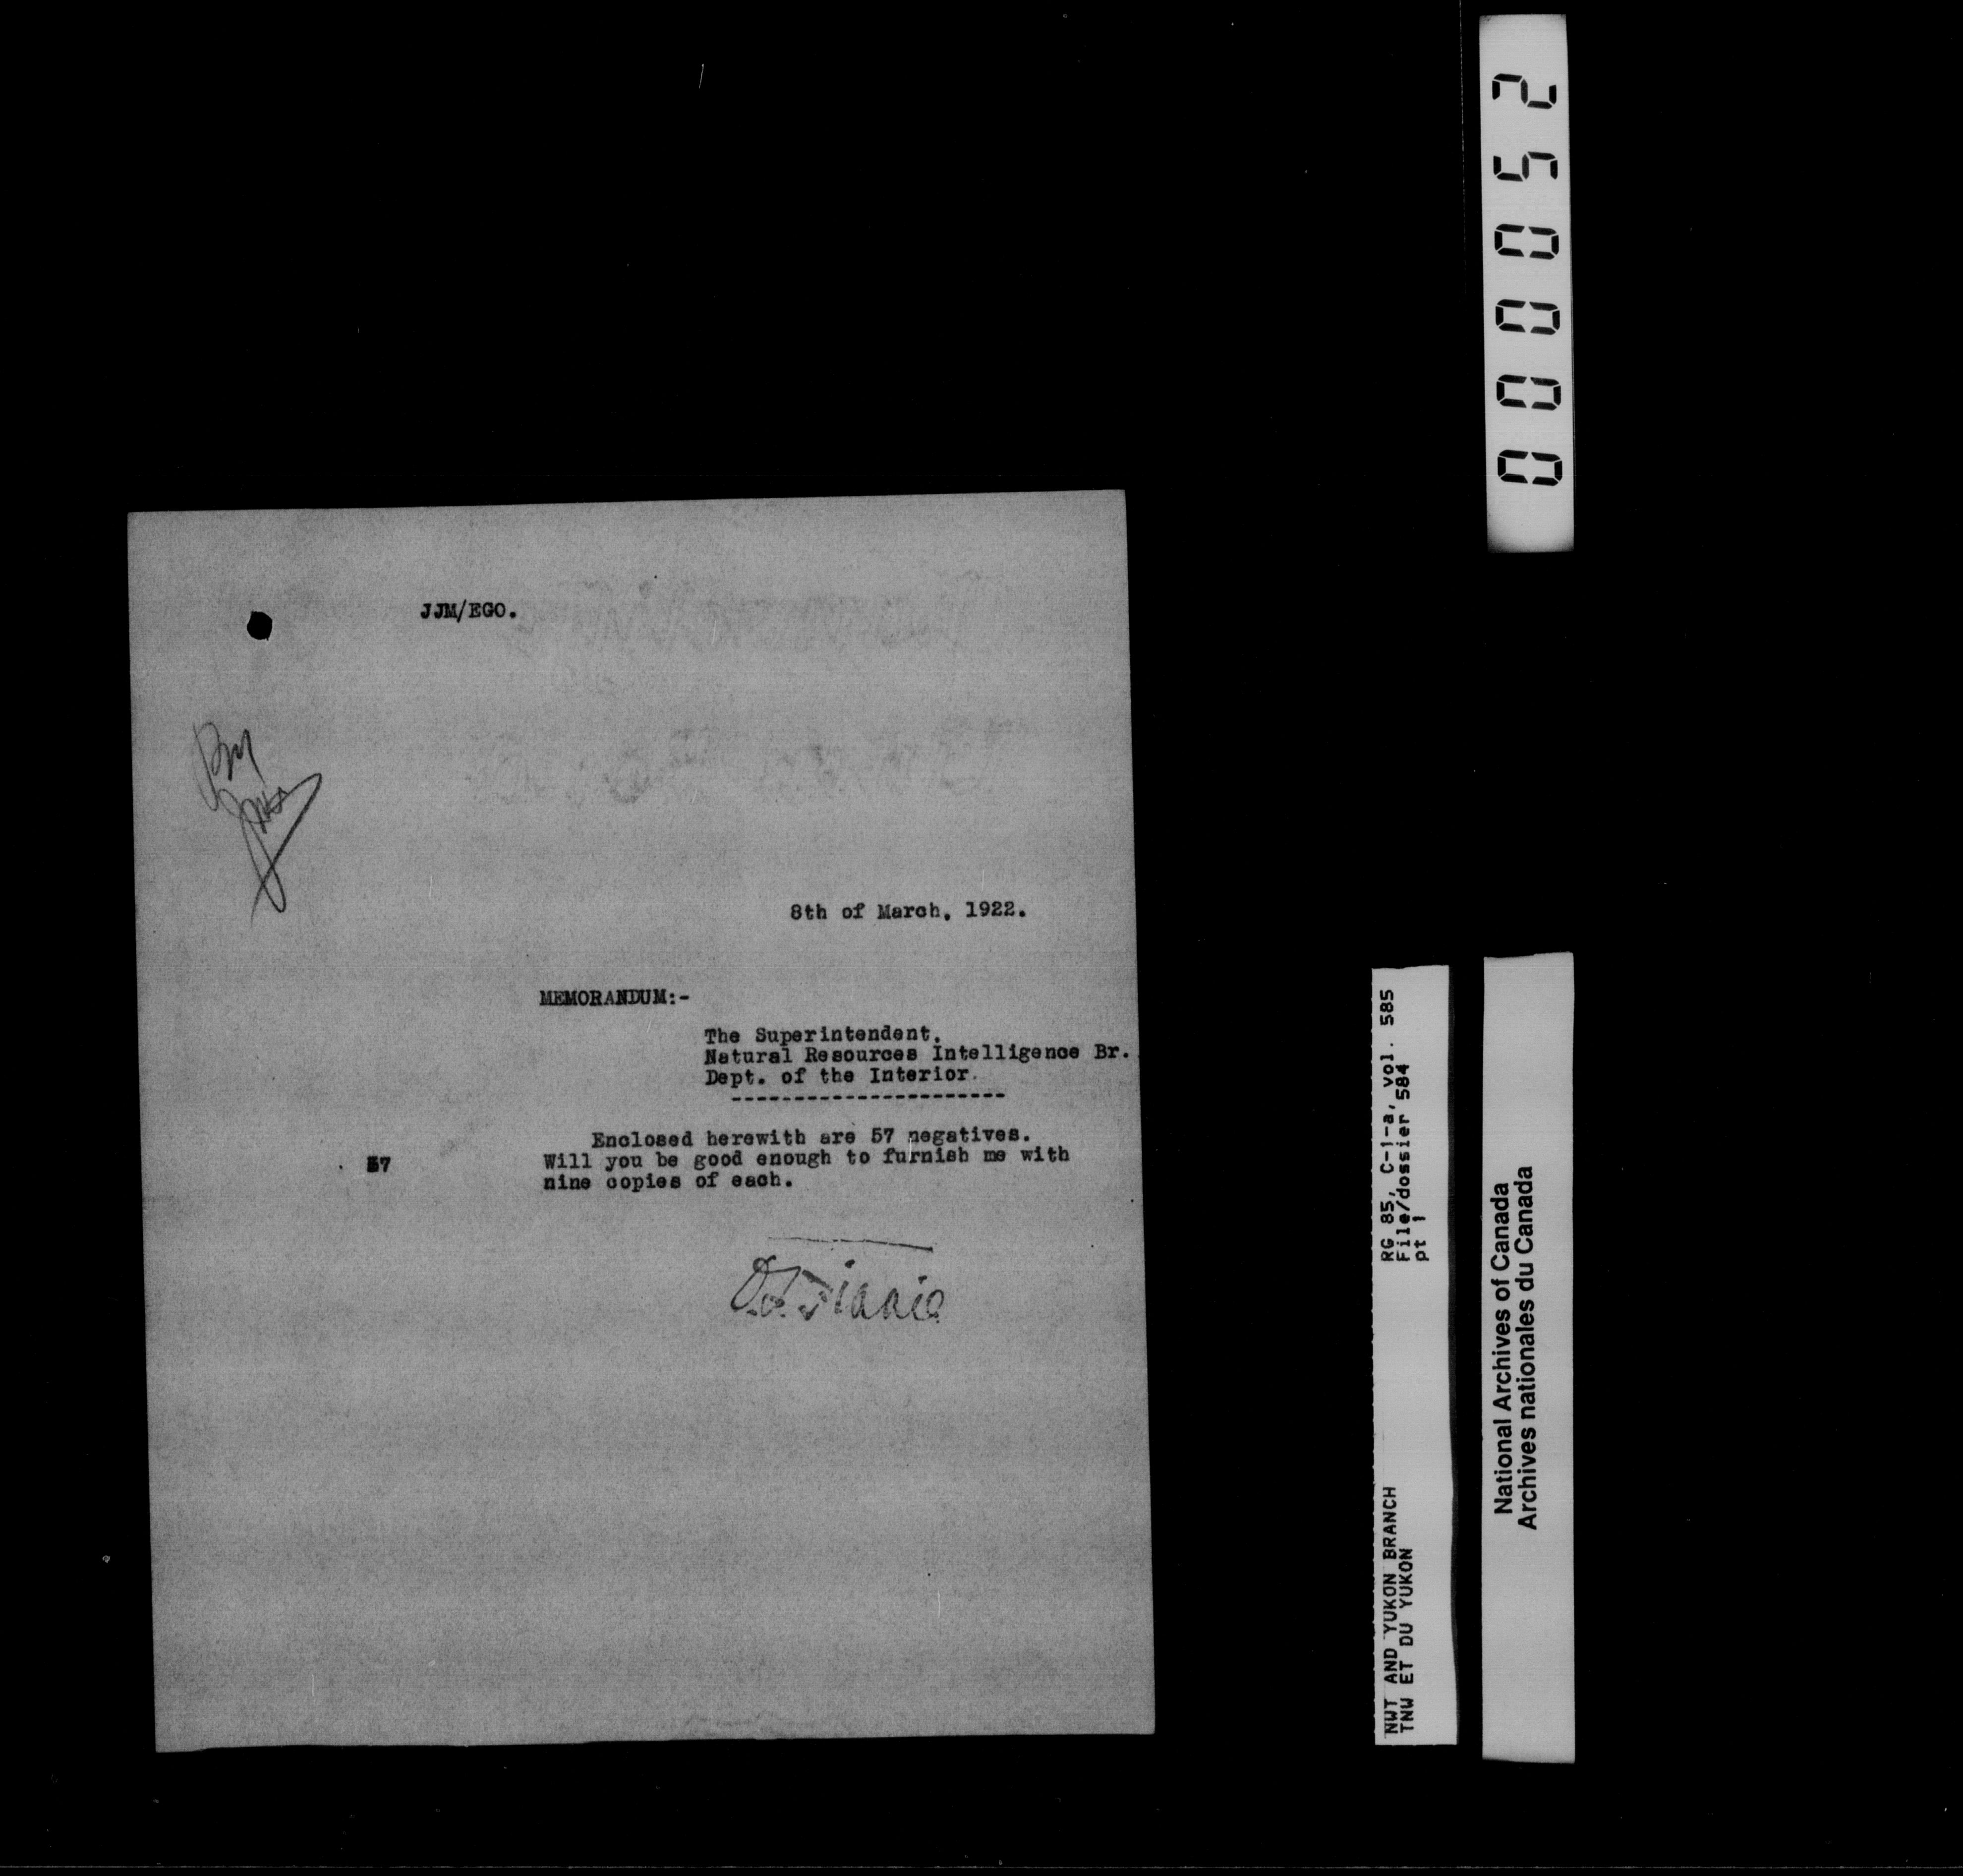 JJM/EGO.
8th of March, 1922.
MEMORANDUM:-
The Superintendent,
Natural Resources Intelligence Br.
Dept. of the Interior.
-----------------------
Enclosed herewith are 57 negatives.
57 Will you be good enough to furnish me with
nine copies of each.
O.S. Finnie
000052
RG 85, C-1-a, vol. 585
File/dossier 584
pt 1
NWT AND YUKON BRANCH
TNW ET DU YUKON
National Archives of Canada
Archives nationales du Canada